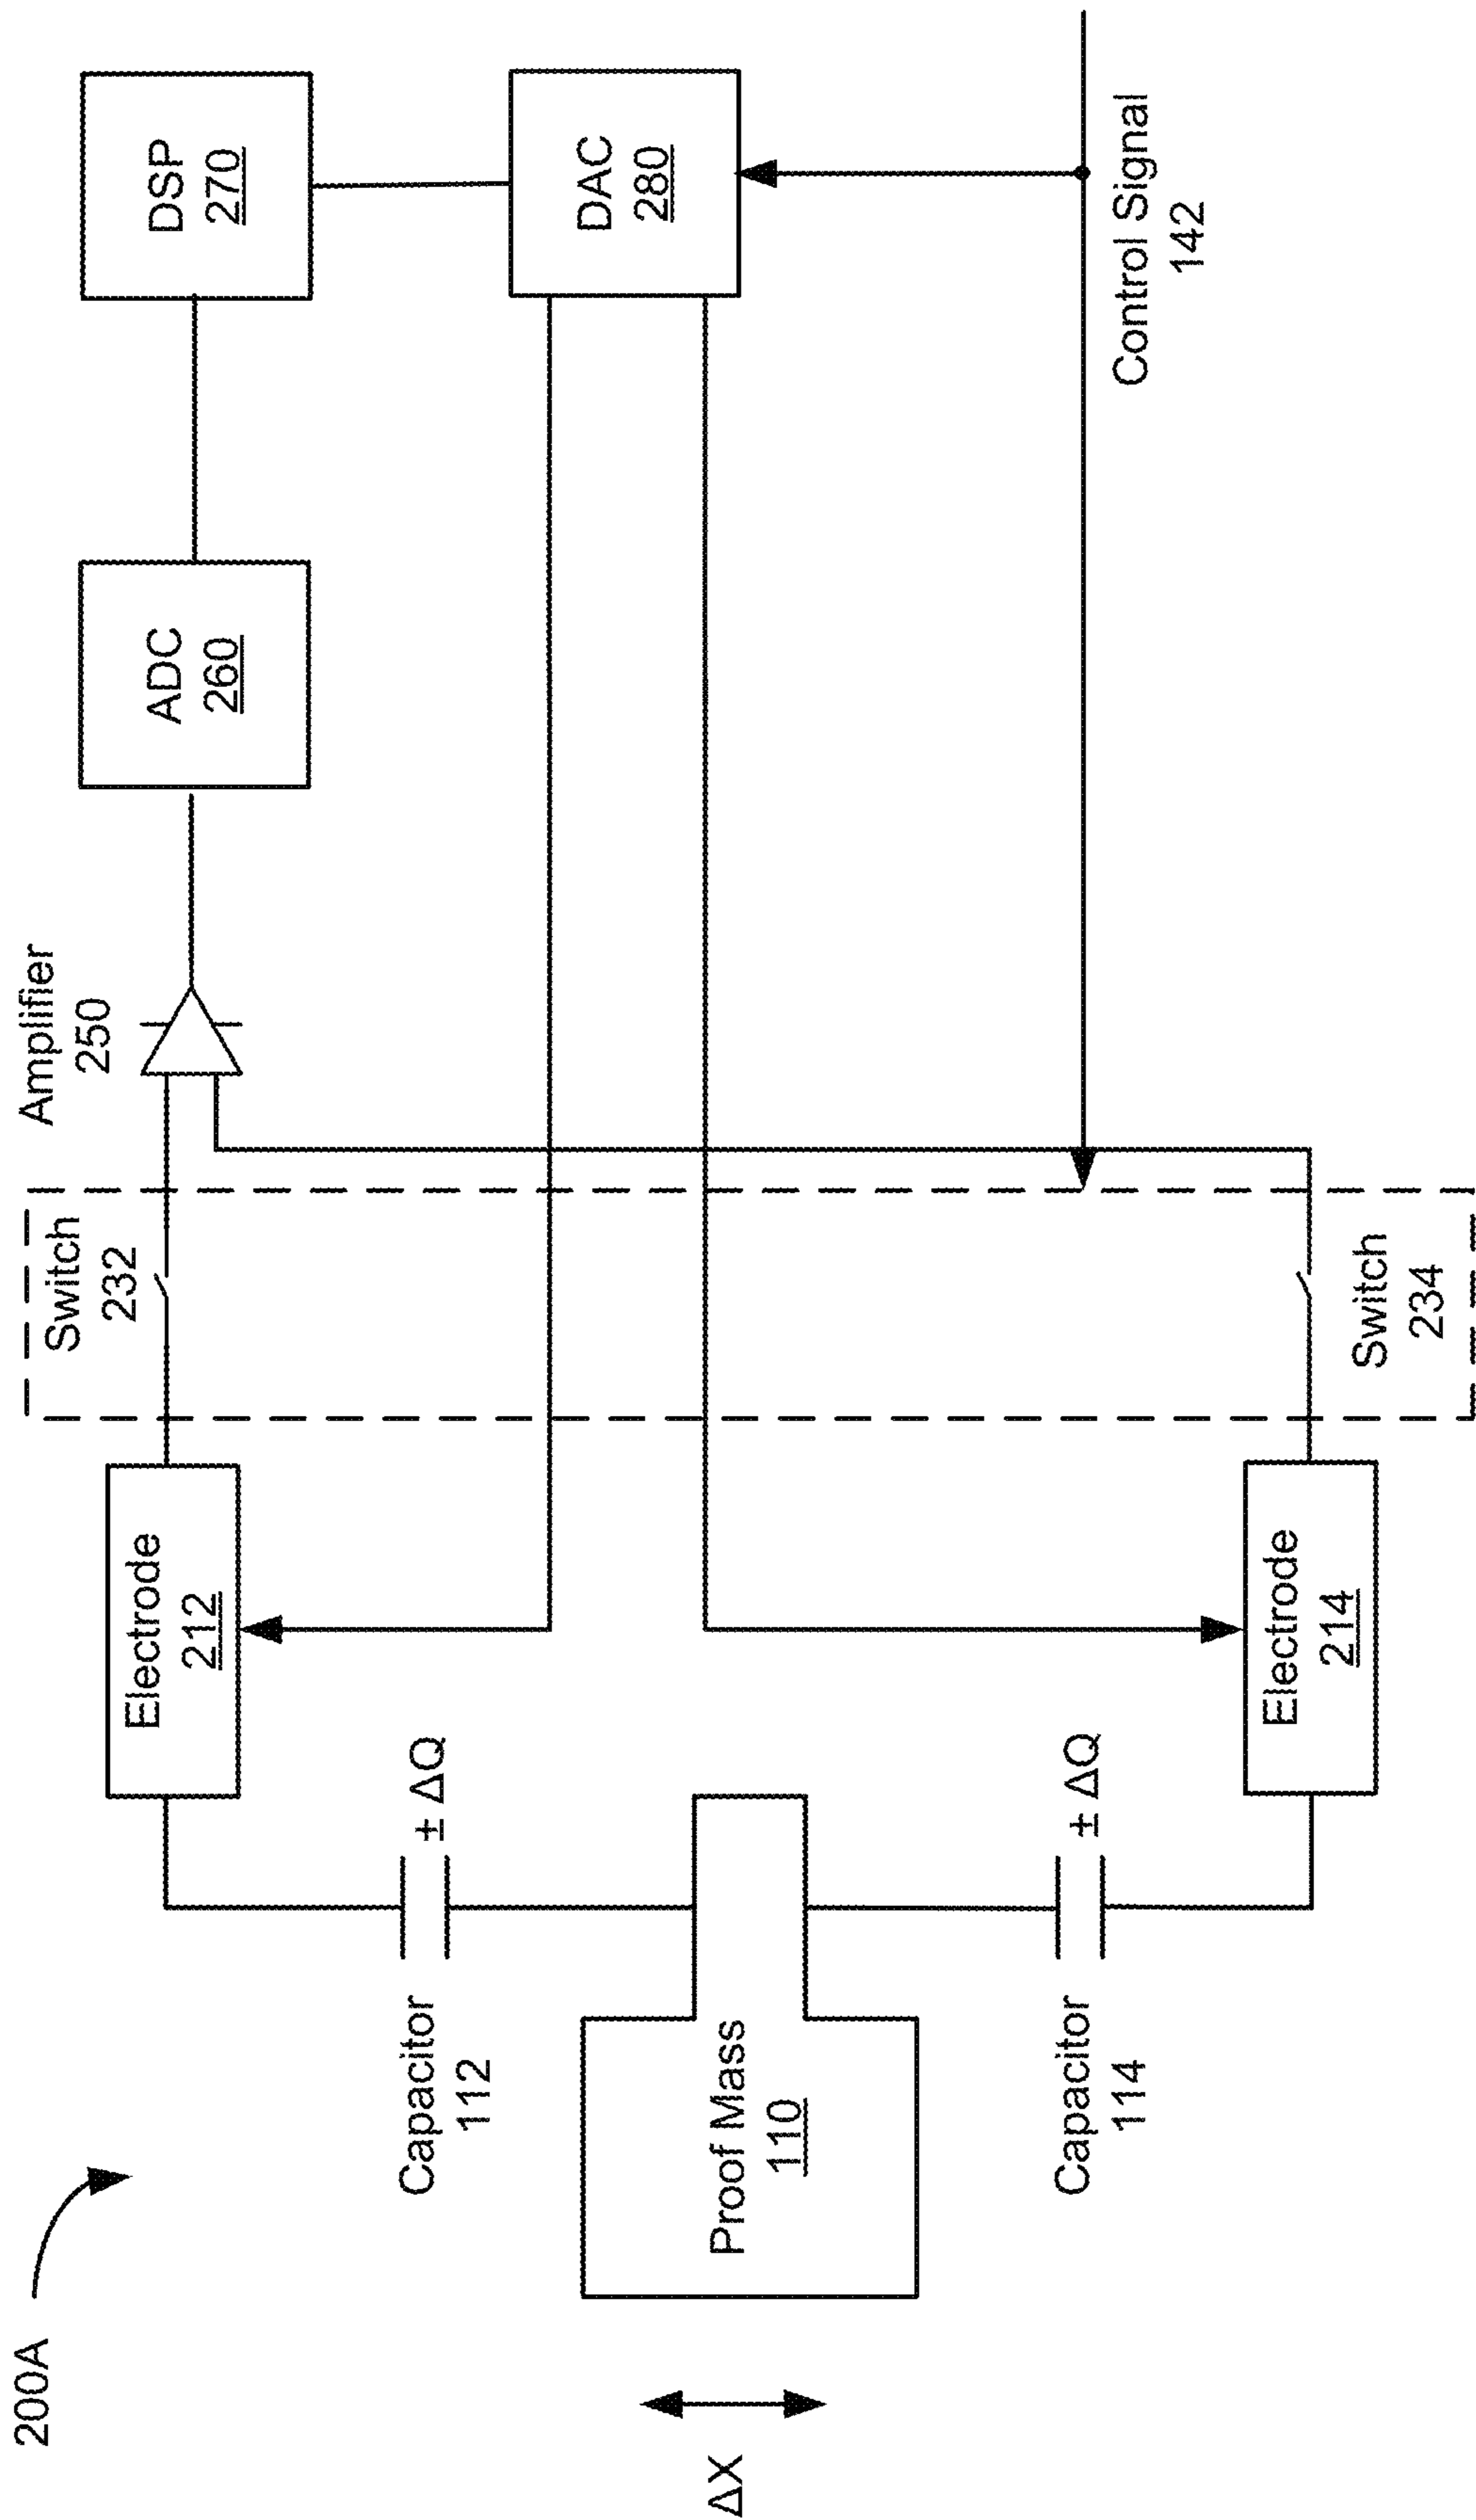 200A
ΔX
Proof Mass
110
Capacitor
112
± ΔQ
Capacitor
114
± ΔQ
Electrode
212
Electrode
214
Switch
232
Switch
234
Amplifier
250
ADC
260
DSP
270
DAC
280
Control Signal
142